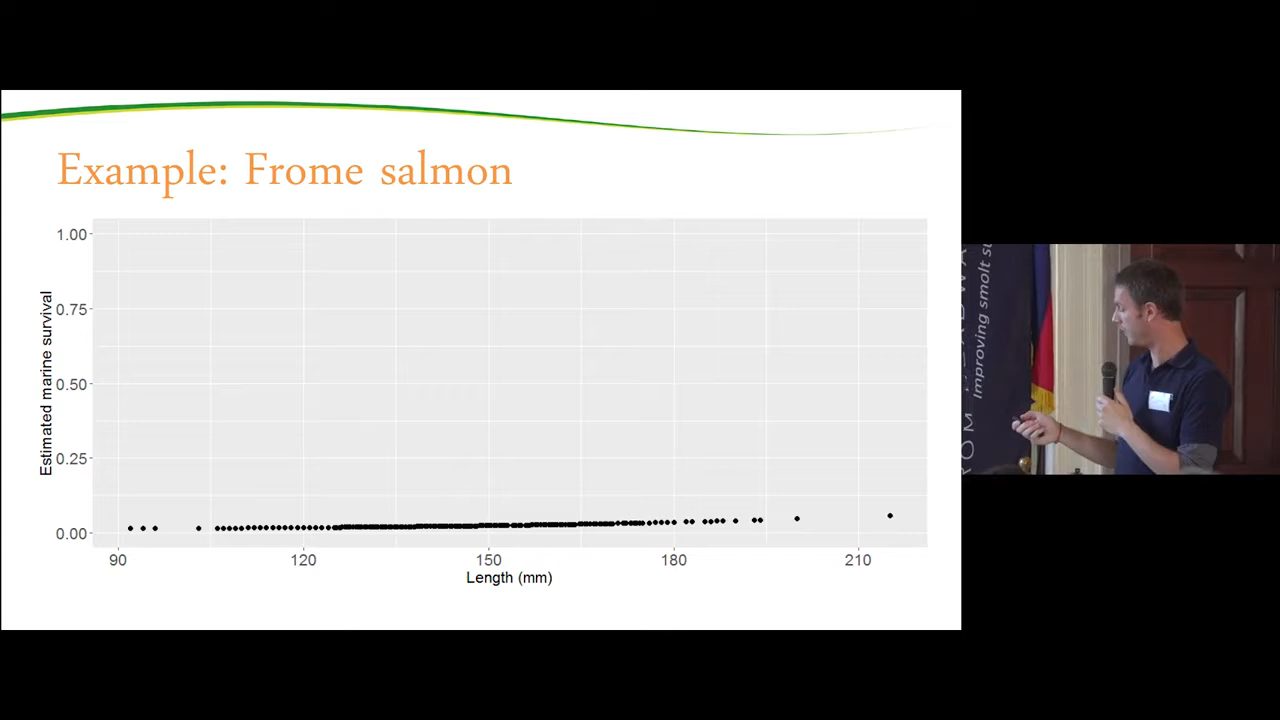 Example: Frome salmon
1.00
0.75
0.50
0.25
0.00
Estimated marine survival
90
120
150
180
210
Length (mm)
Improving smolt